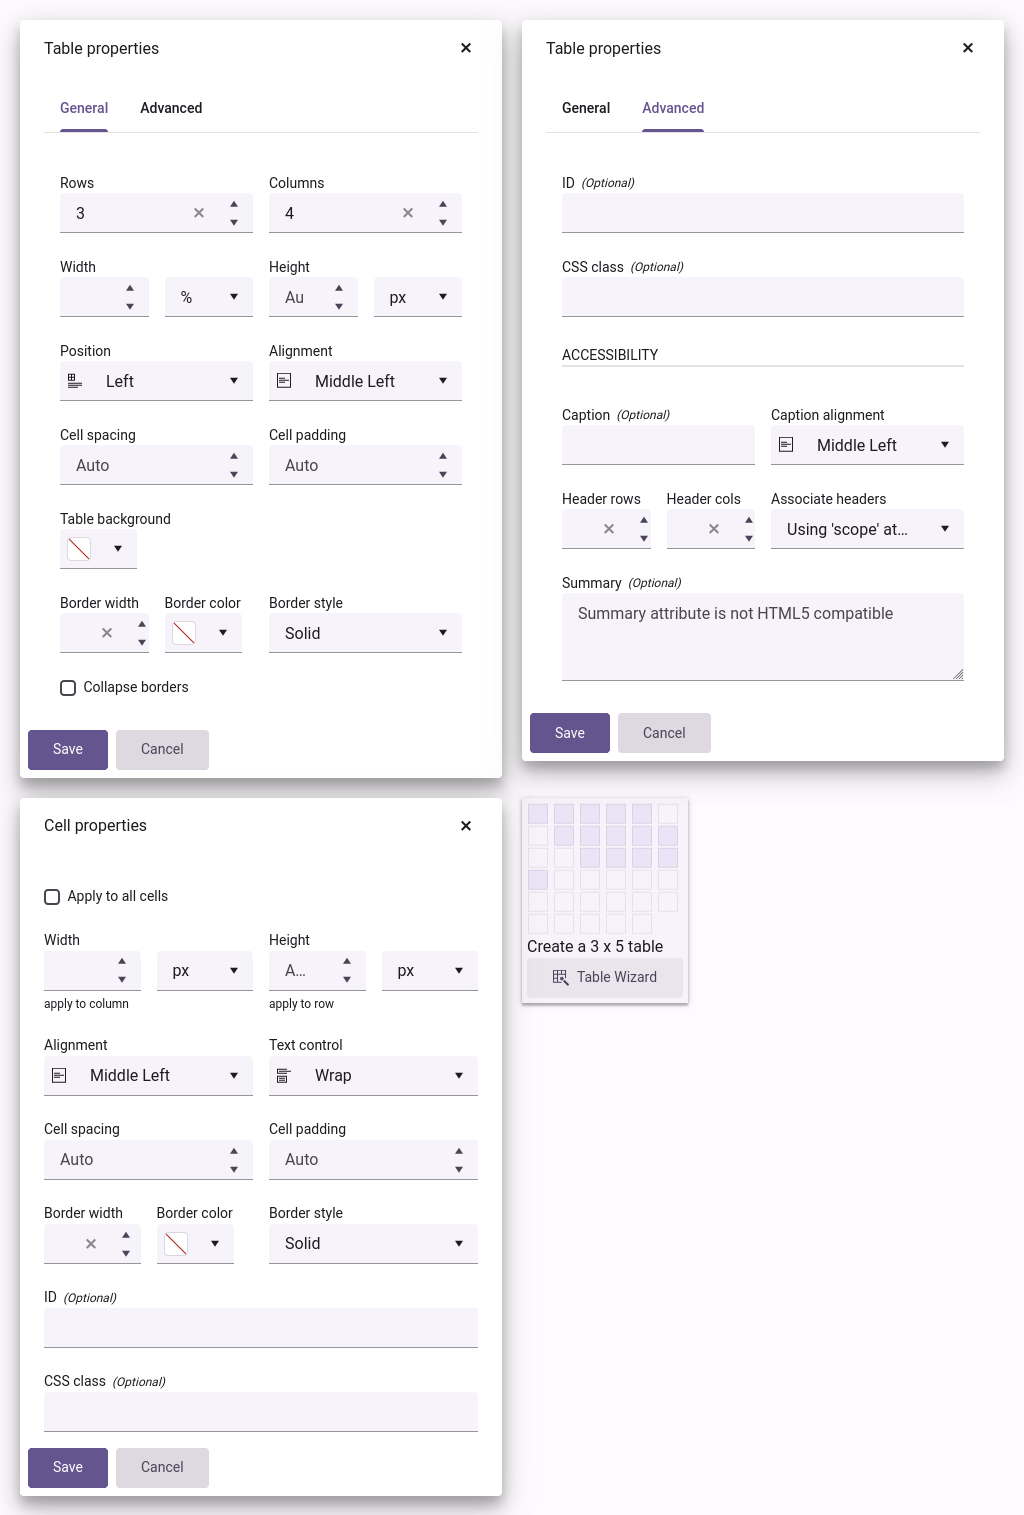 Table properties
General Advanced
Rows Columns
3 4
Width Height
% Au px
Position Alignment
Left Middle Left
Cell spacing Cell padding
Auto Auto
Table background
Border width Border color Border style
Solid
Collapse borders
Save Cancel
Table properties
General Advanced
ID (Optional)
CSS class (Optional)
ACCESSIBILITY
Caption (Optional) Caption alignment
Middle Left
Header rows Header cols Associate headers
Using 'scope' at...
Summary (Optional)
Summary attribute is not HTML5 compatible
Save Cancel
Cell properties
Apply to all cells
Width Height
px A... px
apply to column apply to row
Alignment Text control
Middle Left Wrap
Cell spacing Cell padding
Auto Auto
Border width Border color Border style
Solid
ID (Optional)
CSS class (Optional)
Save Cancel
Create a 3 x 5 table
Table Wizard